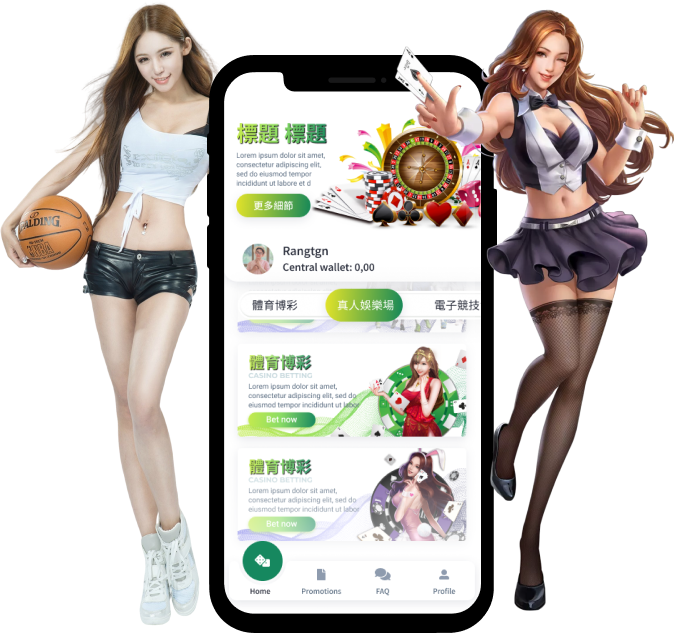 標題 標題
Lorem ipsum dolor sit amet,
consectetur adipiscing elit,
sed do eiusmod tempor
incididunt ut labore et d
更多細節
Rangtgn
Central wallet: 0,00
體育博彩 真人娛樂場 電子競技
體育博彩
CASINO BETTING
Lorem ipsum dolor sit amet,
consectetur adipiscing elit, sed do
eiusmod tempor incididunt ut labor
Bet now
體育博彩
CASINO BETTING
Lorem ipsum dolor sit amet,
consectetur adipiscing elit, sed do
eiusmod tempor incididunt ut labor
Bet now
Home Promotions FAQ Profile
SPALDING